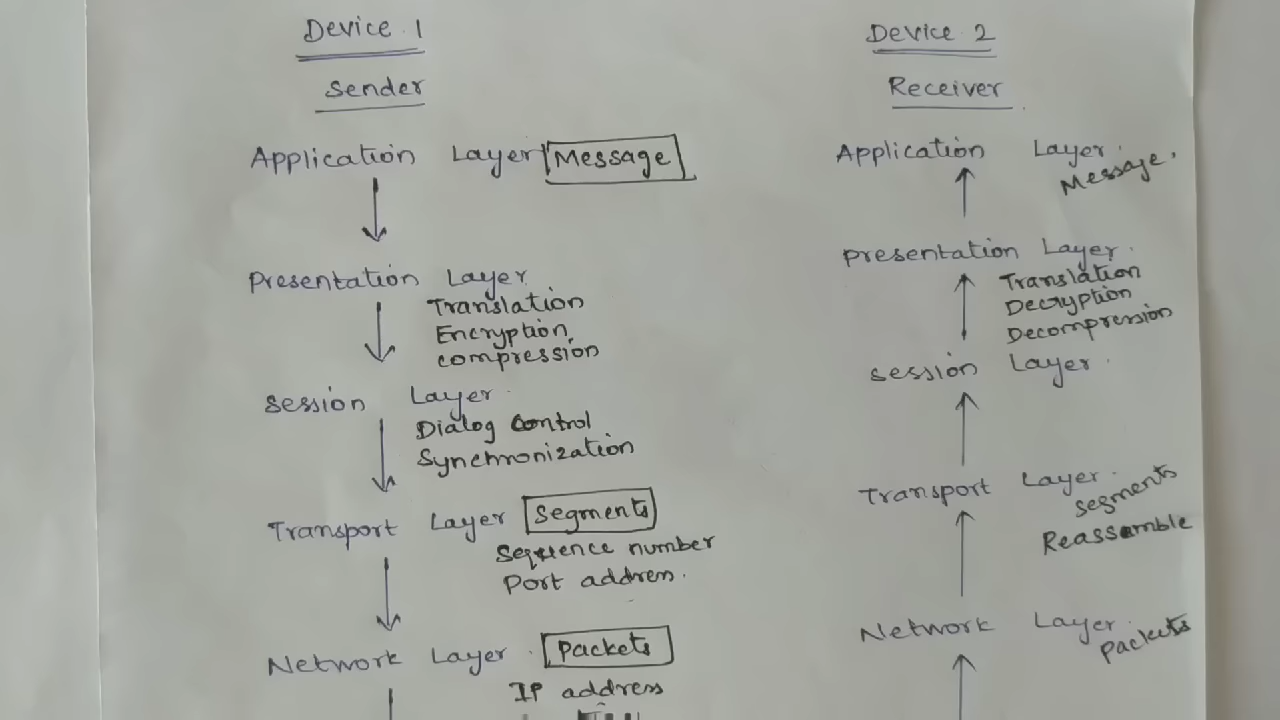 Device 1
Sender
Application Layer Message
Presentation Layer
Translation
Encryption
compression
Session Layer
Dialog Control
Synchronization
Transport Layer Segments
Sequence number
Port address.
Network Layer . Packets
IP address
Device 2
Receiver
Application Layer.
Message.
presentation Layer.
Translation
Decryption
Decompression
session Layer.
Transport Layer.
segments
Reassemble
Network Layer.
packets